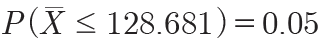 P(X̅ ≤ 128.681) = 0.05